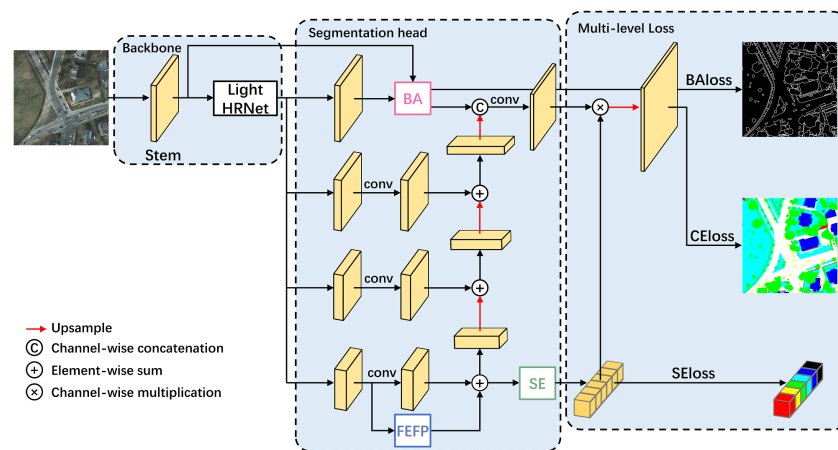 Backbone
Light
HRNet
Stem
Segmentation head
BA
C
conv
conv
conv
conv
FEFP
SE
Multi-level Loss
BAloss
CEloss
SEloss
Upsample
C Channel-wise concatenation
+ Element-wise sum
× Channel-wise multiplication